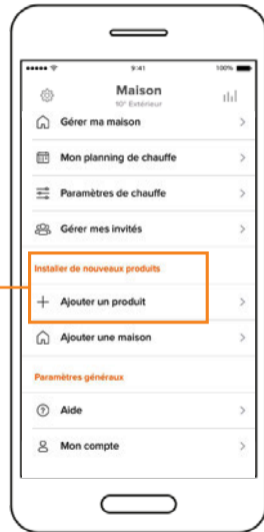 9:41
100%
Maison
10° Extérieur
Gérer ma maison
Mon planning de chauffe
Paramètres de chauffe
Gérer mes invités
Installer de nouveaux produits
Ajouter un produit
Ajouter une maison
Paramètres généraux
Aide
Mon compte